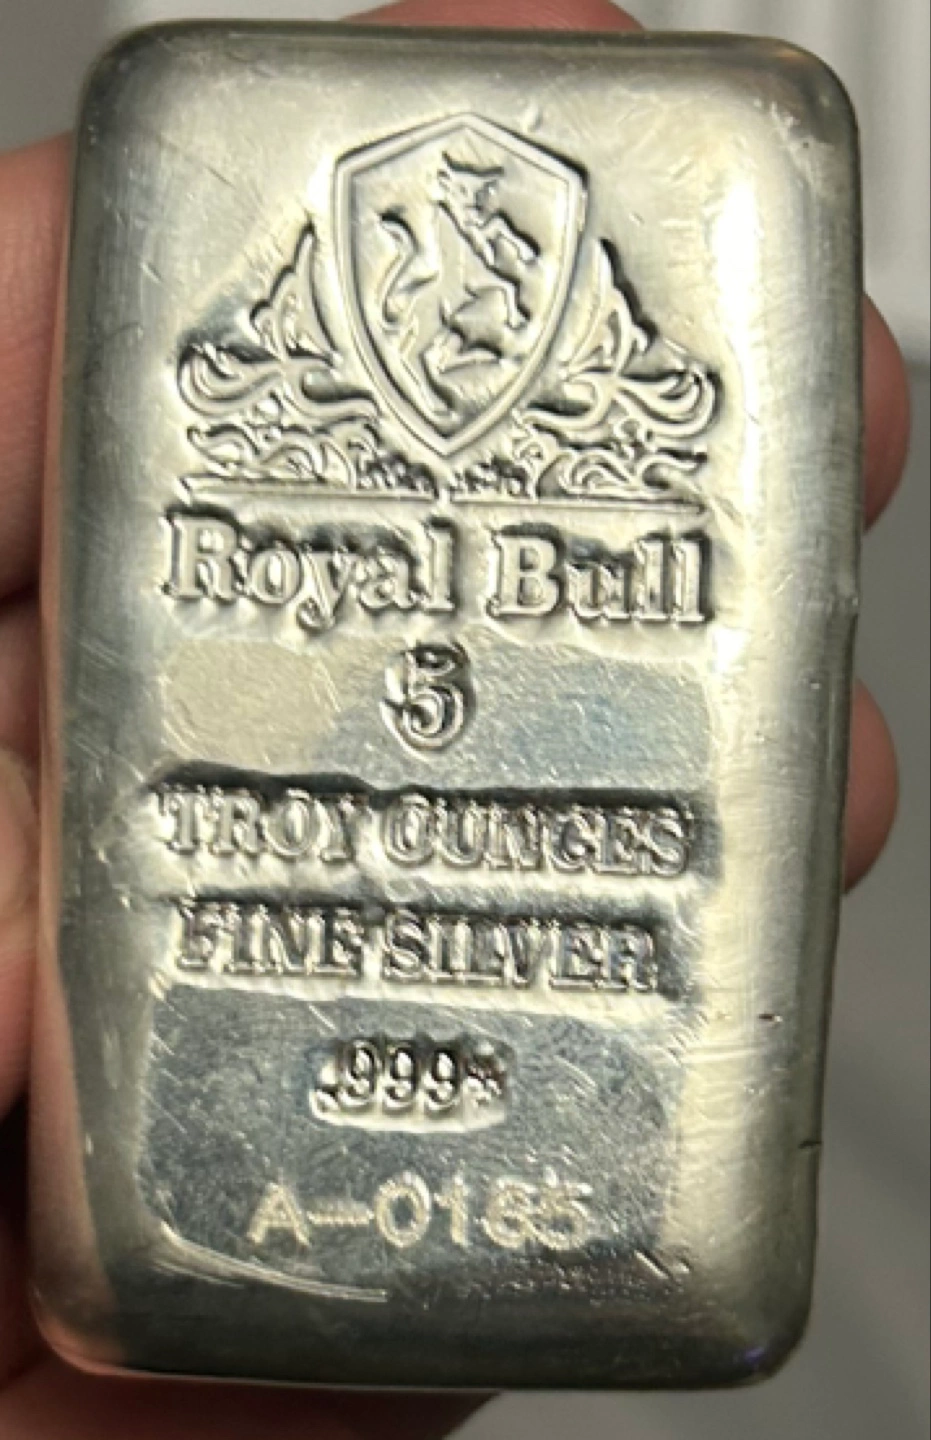 Royal Bull
5
TROY OUNCES
FINE SILVER
.999+
A-0165